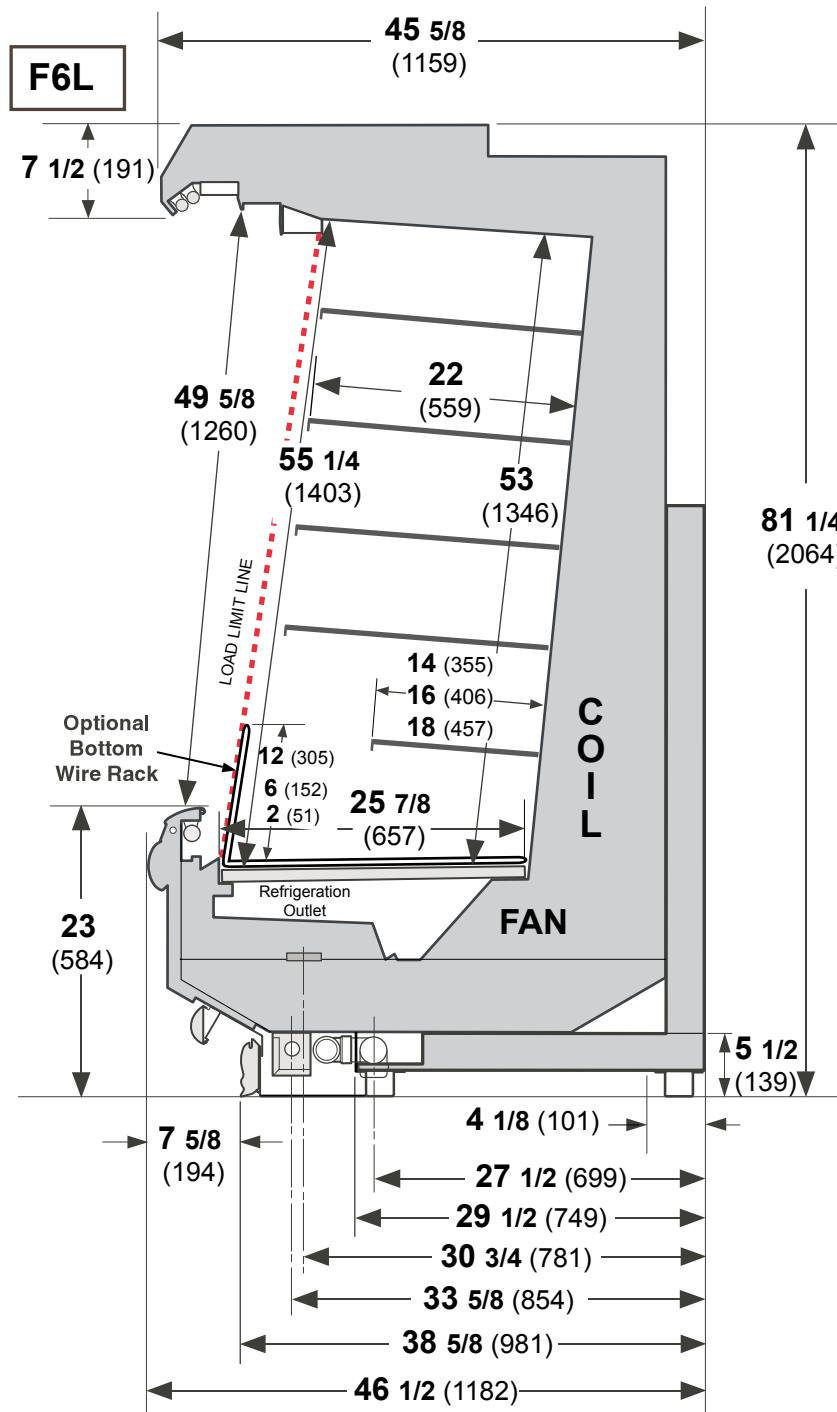 45 5/8
(1159)
F6L
7 1/2 (191)
22
(559)
49 5/8
(1260)
55 1/4
(1403)
53
(1346)
81 1/4
(2064)
LOAD LIMIT LINE
14 (355)
16 (406)
18 (457)
Optional
Bottom
Wire Rack
12 (305)
6 (152)
2 (51)
25 7/8
(657)
C
O
I
L
Refrigeration
Outlet
FAN
23
(584)
5 1/2
(139)
4 1/8 (101)
7 5/8
(194)
27 1/2 (699)
29 1/2 (749)
30 3/4 (781)
33 5/8 (854)
38 5/8 (981)
46 1/2 (1182)